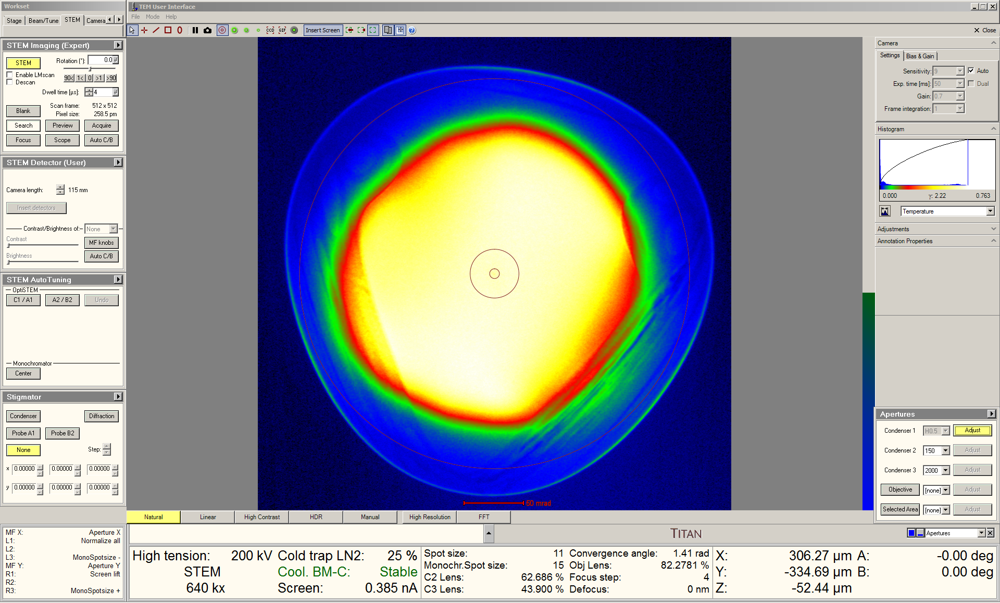 Workset
TEM User Interface
File Mode Help
Stage Beam/Tune STEM Camera
Insert Screen
Close
STEM Imaging (Expert)
STEM
Rotation (°): 0.0
Enable LMscan
Descan
90< 1< 0 >1 >90
Dwell time [µs]: 4
Scan frame: 512 x 512
Blank
Pixel size: 258.5 pm
Search Preview Acquire
Focus Scope Auto C/B
STEM Detector (User)
Camera length: 115 mm
Insert detectors
Contrast/Brightness of: None
Contrast
MF knobs
Brightness
Auto C/B
STEM AutoTuning
OptiSTEM
C1 / A1 A2 / B2 Undo
Monochromator
Center
Stigmator
Condenser Diffraction
Probe A1 Probe B2
None Step:
x 0.00000 0.00000 0.00000
y 0.00000 0.00000 0.00000
MF X: Aperture X
L1: Normalize all
L2:
L3: MonoSpotsize -
MF Y: Aperture Y
R1: Screen lift
R2:
R3: MonoSpotsize +
CCD GIF
50 mrad
Natural Linear High Contrast HDR Manual High Resolution FFT
Camera
Settings Bias & Gain
Sensitivity: 9 Auto
Exp. time [ms]: 50 Dual
Gain: 0.7
Frame integration: 1
Histogram
0.000 γ: 2.22 0.763
Temperature
Adjustments
Annotation Properties
Apertures
Condenser 1 H0.5 Adjust
Condenser 2 150 Adjust
Condenser 3 2000 Adjust
Objective [none] Adjust
Selected Area [none] Adjust
TITAN
Apertures
High tension: 200 kV
STEM
640 kx
Cold trap LN2: 25 %
Cool. BM-C: Stable
Screen: 0.385 nA
Spot size: 11
Monochr.Spot size: 15
C2 Lens: 62.686 %
C3 Lens: 43.900 %
Convergence angle: 1.41 rad
Obj Lens: 82.2781 %
Focus step: 4
Defocus: 0 nm
X: 306.27 µm A: -0.00 deg
Y: -334.69 µm B: 0.00 deg
Z: -52.44 µm